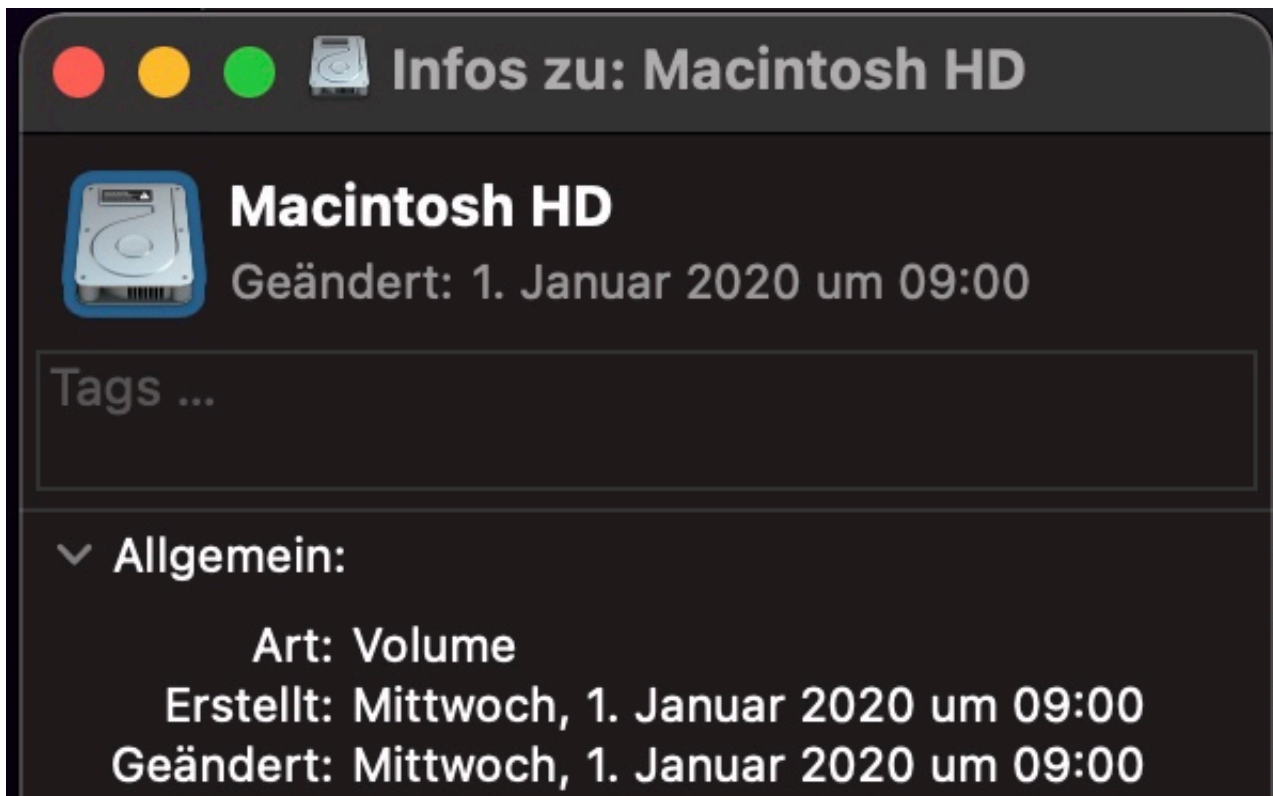 Infos zu: Macintosh HD
Macintosh HD
Geändert: 1. Januar 2020 um 09:00
Tags ...
Allgemein:
Art: Volume
Erstellt: Mittwoch, 1. Januar 2020 um 09:00
Geändert: Mittwoch, 1. Januar 2020 um 09:00